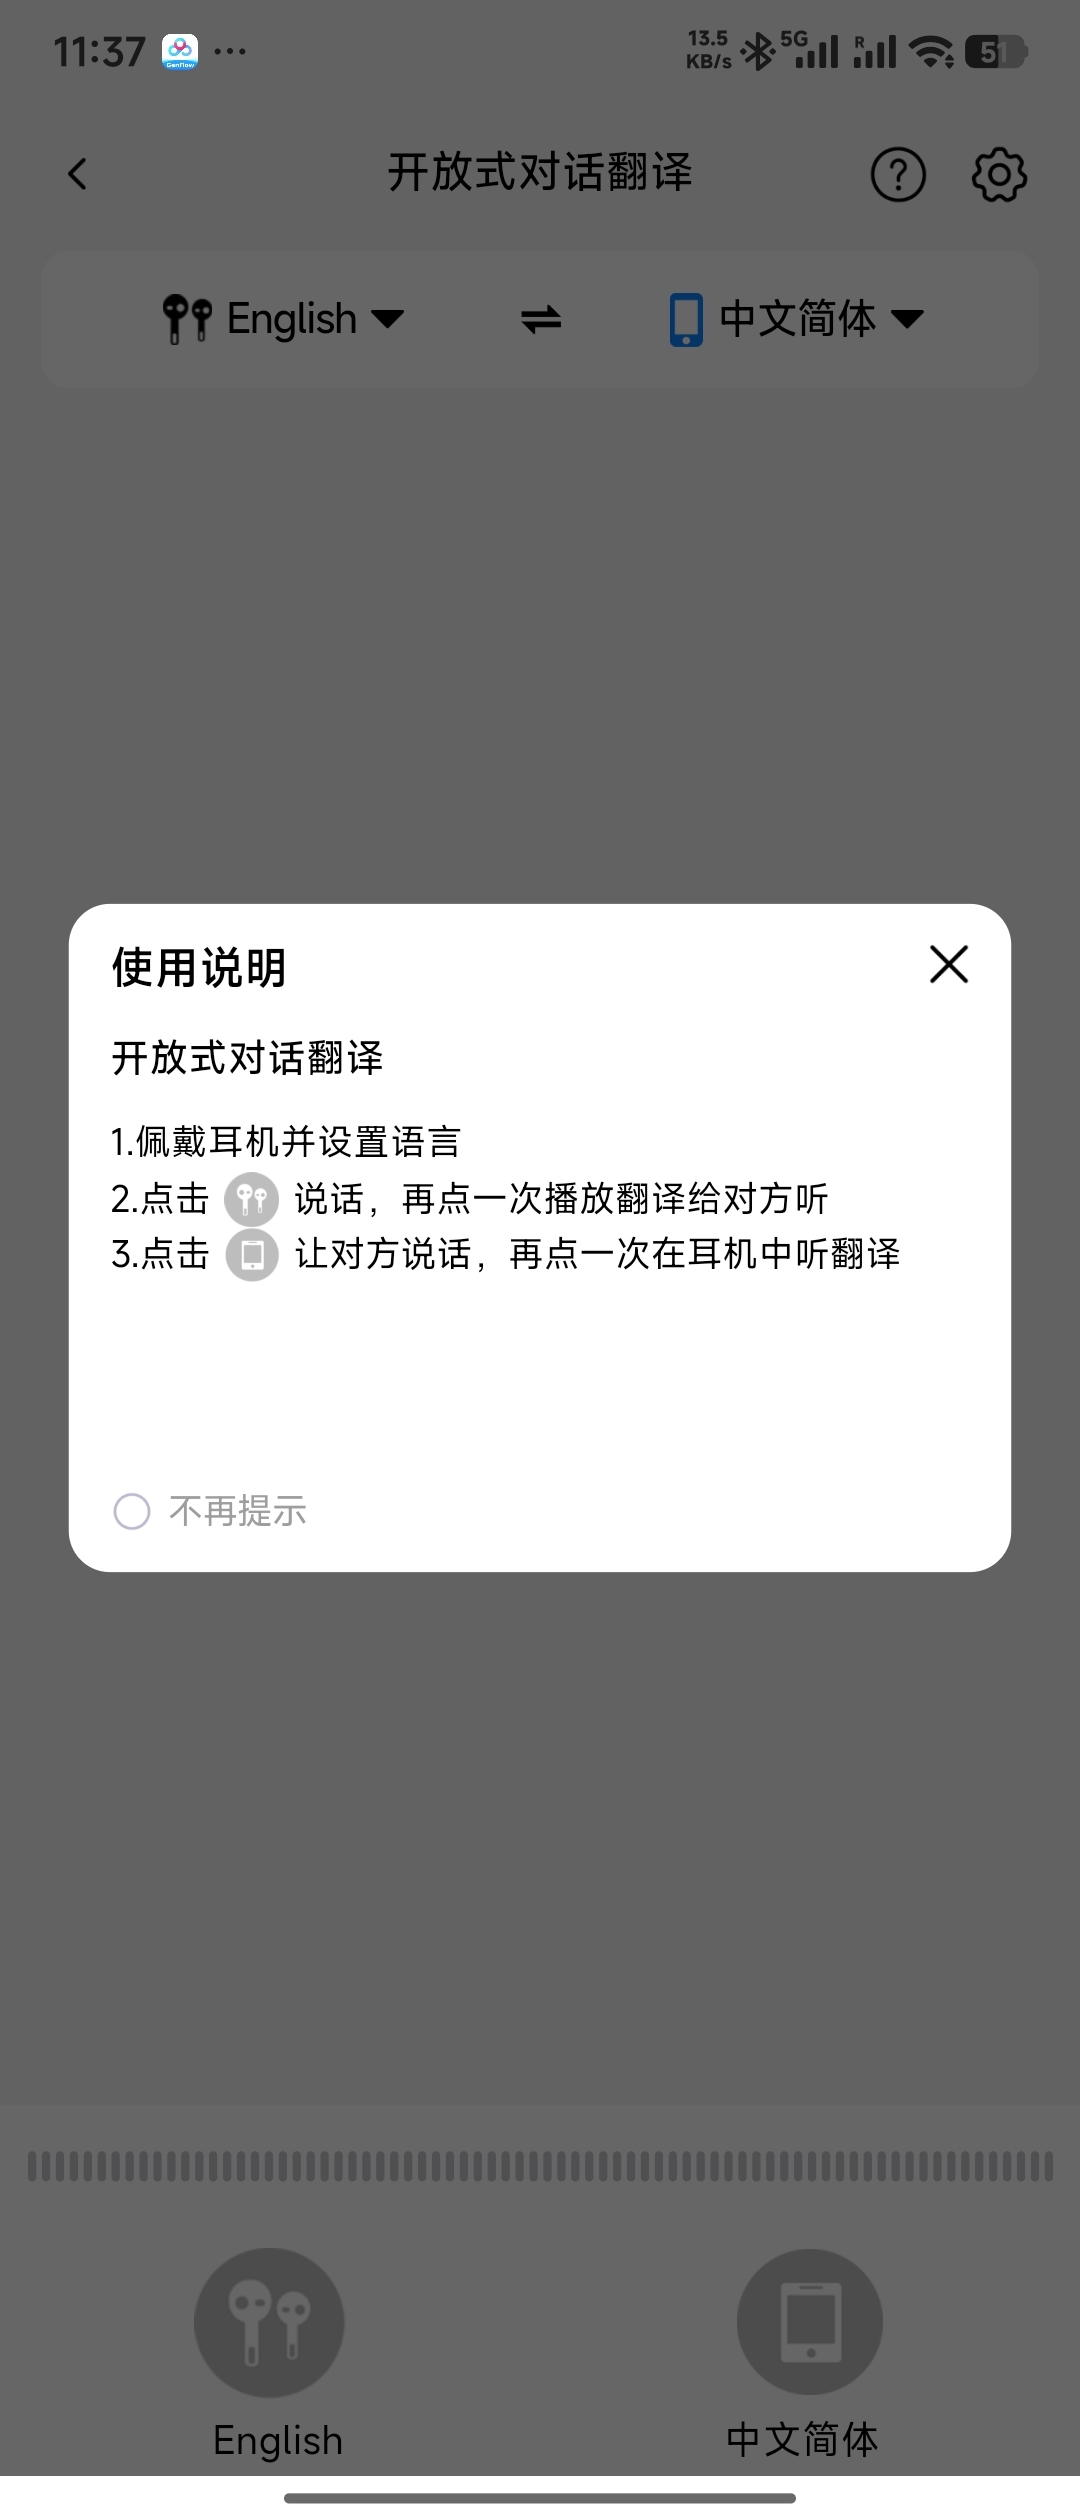 11:37
GenFlow
13.5 KB/s
5G
R
51
开放式对话翻译
English
中文简体
使用说明
开放式对话翻译
1.佩戴耳机并设置语言
2.点击 说话，再点一次播放翻译给对方听
3.点击 让对方说话，再点一次在耳机中听翻译
不再提示
English
中文简体